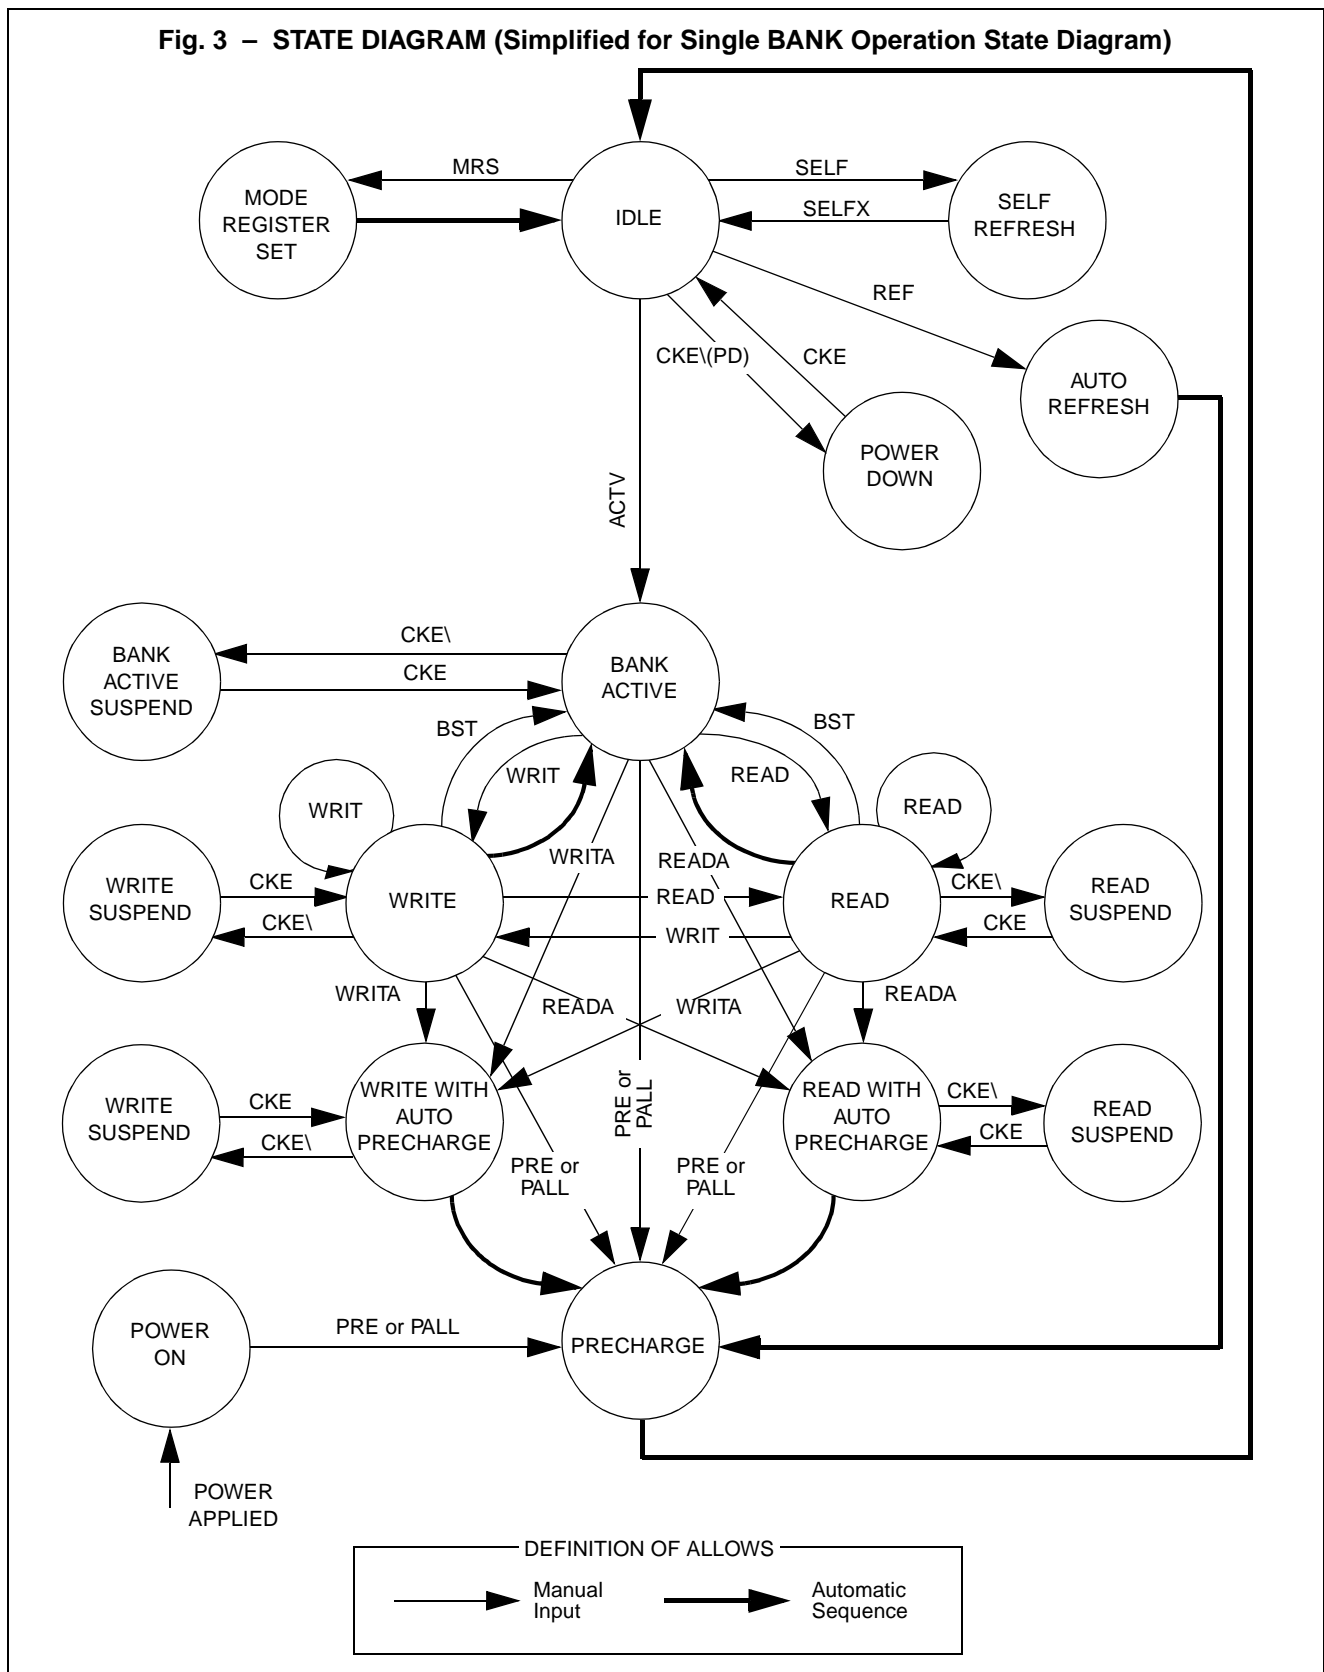 Fig. 3 – STATE DIAGRAM (Simplified for Single BANK Operation State Diagram)
MODE
REGISTER
SET
MRS
IDLE
SELF
SELFX
SELF
REFRESH
REF
CKE\(PD)
CKE
AUTO
REFRESH
POWER
DOWN
ACTV
BANK
ACTIVE
SUSPEND
CKE\
CKE
BANK
ACTIVE
BST
WRIT
READ
BST
WRIT
READ
WRITA
READA
WRITE
SUSPEND
CKE
CKE\
WRITE
READ
WRIT
READ
CKE\
CKE
READ
SUSPEND
WRITA
READA
WRITA
READA
WRITE
SUSPEND
CKE
CKE\
WRITE WITH
AUTO
PRECHARGE
PRE or
PALL
READ WITH
AUTO
PRECHARGE
CKE\
CKE
READ
SUSPEND
PRE or
PALL
PRE or
PALL
POWER
ON
PRE or PALL
PRECHARGE
POWER
APPLIED
DEFINITION OF ALLOWS
Manual
Input
Automatic
Sequence